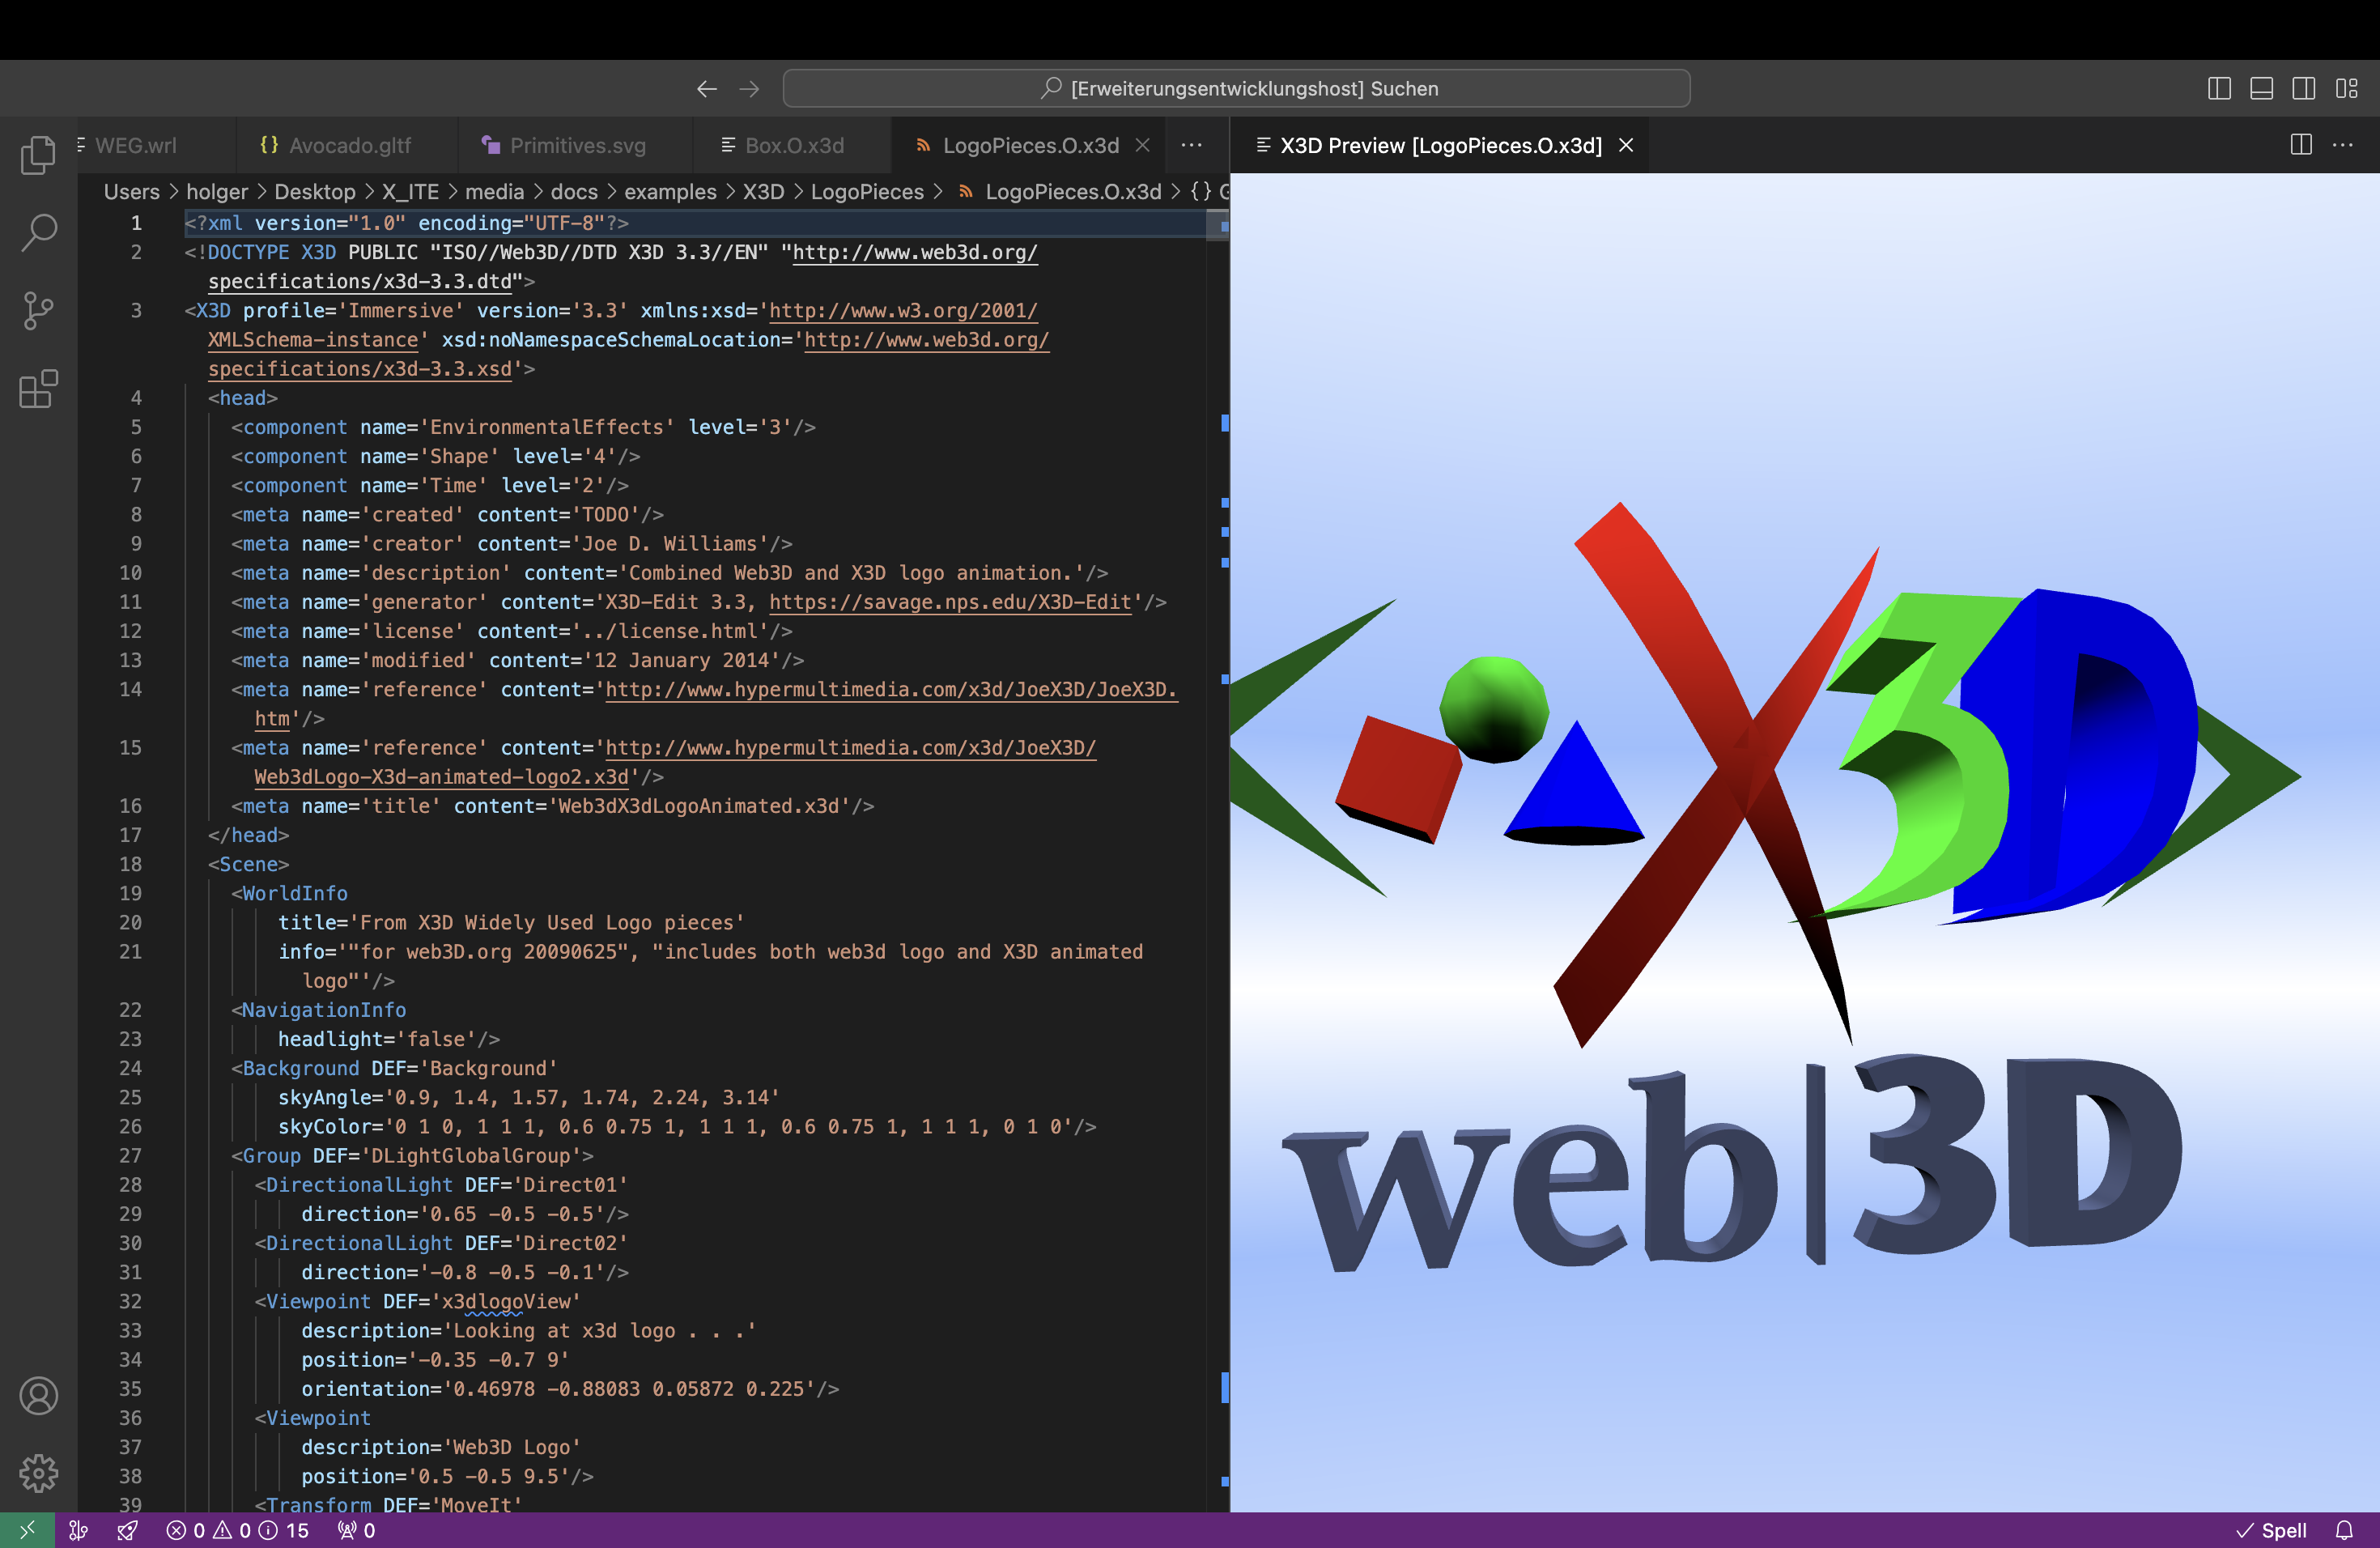 [Erweiterungsentwicklungshost] Suchen
WEG.wrl {} Avocado.gltf Primitives.svg Box.O.x3d LogoPieces.O.x3d ···
X3D Preview [LogoPieces.O.x3d] ···
Users > holger > Desktop > X_ITE > media > docs > examples > X3D > LogoPieces > LogoPieces.O.x3d > {} G
1 <?xml version="1.0" encoding="UTF-8"?>
2 <!DOCTYPE X3D PUBLIC "ISO//Web3D//DTD X3D 3.3//EN" "http://www.web3d.org/
specifications/x3d-3.3.dtd">
3 <X3D profile='Immersive' version='3.3' xmlns:xsd='http://www.w3.org/2001/
XMLSchema-instance' xsd:noNamespaceSchemaLocation='http://www.web3d.org/
specifications/x3d-3.3.xsd'>
4 <head>
5 <component name='EnvironmentalEffects' level='3'/>
6 <component name='Shape' level='4'/>
7 <component name='Time' level='2'/>
8 <meta name='created' content='TODO'/>
9 <meta name='creator' content='Joe D. Williams'/>
10 <meta name='description' content='Combined Web3D and X3D logo animation.'/>
11 <meta name='generator' content='X3D-Edit 3.3, https://savage.nps.edu/X3D-Edit'/>
12 <meta name='license' content='../license.html'/>
13 <meta name='modified' content='12 January 2014'/>
14 <meta name='reference' content='http://www.hypermultimedia.com/x3d/JoeX3D/JoeX3D.
htm'/>
15 <meta name='reference' content='http://www.hypermultimedia.com/x3d/JoeX3D/
Web3dLogo-X3d-animated-logo2.x3d'/>
16 <meta name='title' content='Web3dX3dLogoAnimated.x3d'/>
17 </head>
18 <Scene>
19 <WorldInfo
20 title='From X3D Widely Used Logo pieces'
21 info='"for web3D.org 20090625", "includes both web3d logo and X3D animated
logo"'/>
22 <NavigationInfo
23 headlight='false'/>
24 <Background DEF='Background'
25 skyAngle='0.9, 1.4, 1.57, 1.74, 2.24, 3.14'
26 skyColor='0 1 0, 1 1 1, 0.6 0.75 1, 1 1 1, 0.6 0.75 1, 1 1 1, 0 1 0'/>
27 <Group DEF='DLightGlobalGroup'>
28 <DirectionalLight DEF='Direct01'
29 direction='0.65 -0.5 -0.5'/>
30 <DirectionalLight DEF='Direct02'
31 direction='-0.8 -0.5 -0.1'/>
32 <Viewpoint DEF='x3dlogoView'
33 description='Looking at x3d logo . . .'
34 position='-0.35 -0.7 9'
35 orientation='0.46978 -0.88083 0.05872 0.225'/>
36 <Viewpoint
37 description='Web3D Logo'
38 position='0.5 -0.5 9.5'/>
39 <Transform DEF='MoveIt'
X3D
web|3D
0 0 15 0
Spell